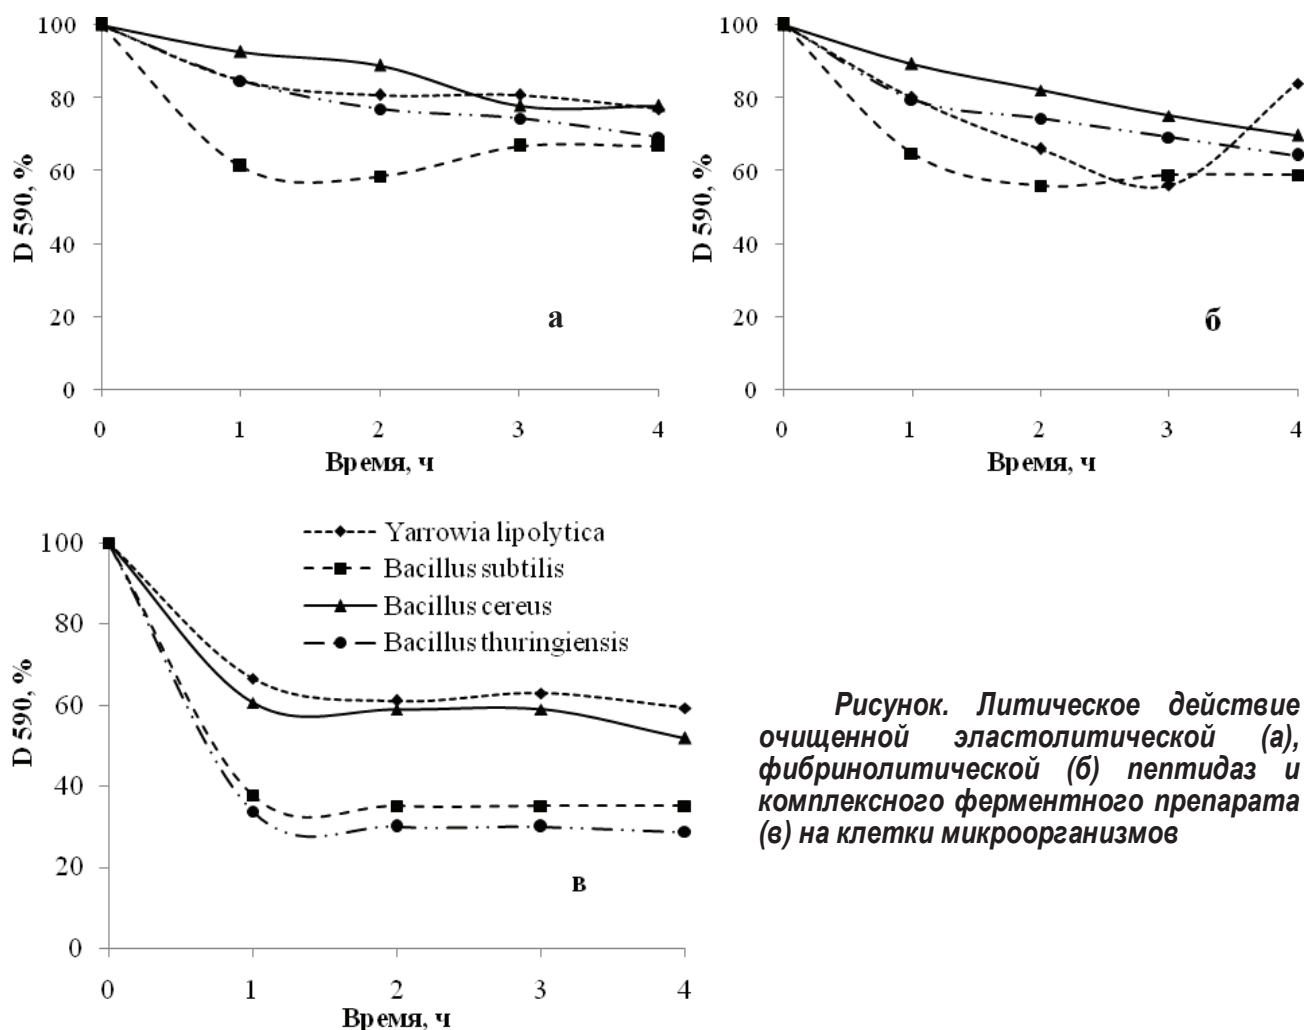 D 590, %
100
80
60
40
20
0
0 1 2 3 4
Время, ч
а
D 590, %
100
80
60
40
20
0
0 1 2 3 4
Время, ч
б
D 590, %
100
80
60
40
20
0
0 1 2 3 4
Время, ч
в
Yarrowia lipolytica
Bacillus subtilis
Bacillus cereus
Bacillus thuringiensis
Рисунок. Литическое действие
очищенной эластолитической (а),
фибринолитической (б) пептидаз и
комплексного ферментного препарата
(в) на клетки микроорганизмов